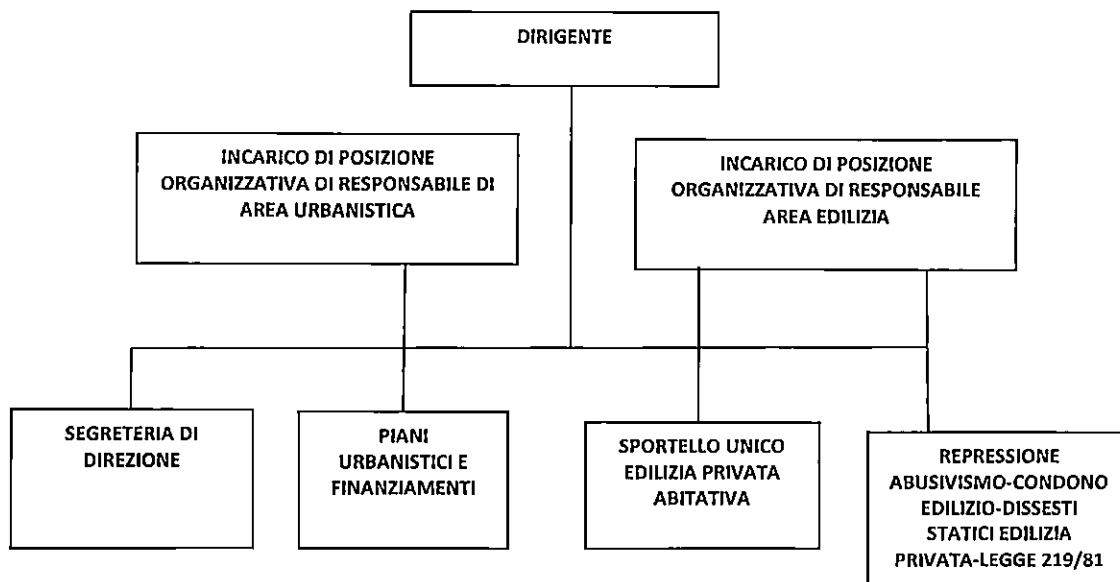 DIRIGENTE
INCARICO DI POSIZIONE
ORGANIZZATIVA DI RESPONSABILE DI
AREA URBANISTICA
INCARICO DI POSIZIONE
ORGANIZZATIVA DI RESPONSABILE
AREA EDILIZIA
SEGRETERIA DI
DIREZIONE
PIANI
URBANISTICI E
FINANZIAMENTI
SPORTELLO UNICO
EDILIZIA PRIVATA
ABITATIVA
REPRESSIONE
ABUSIVISMO-CONDONO
EDILIZIO-DISSESTI
STATICI EDILIZIA
PRIVATA-LEGGE 219/81